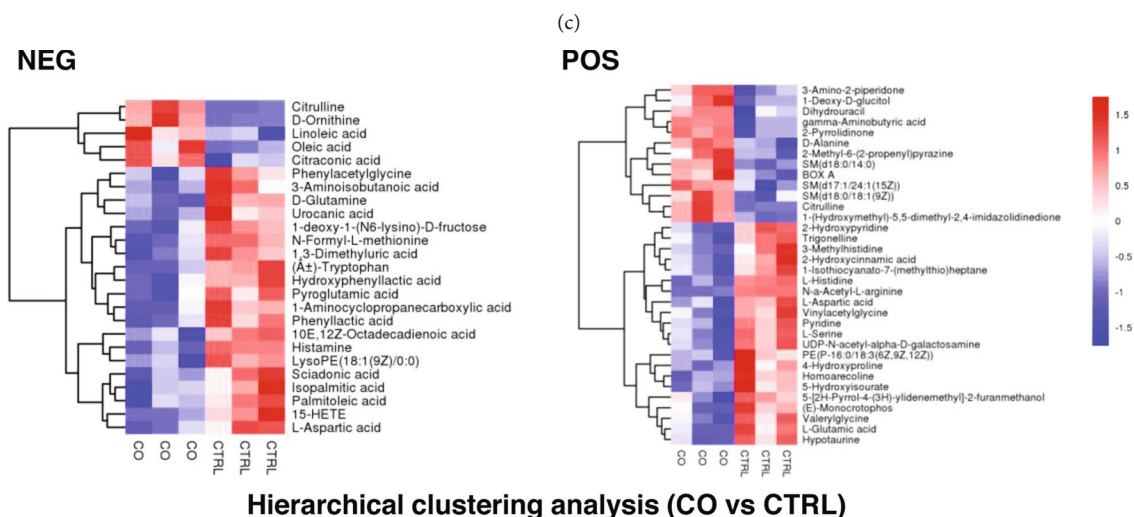 (c)
NEG
Citrulline
D-Ornithine
Linoleic acid
Oleic acid
Citraconic acid
Phenylacetylglycine
3-Aminoisobutanoic acid
D-Glutamine
Urocanic acid
1-deoxy-1-(N6-lysino)-D-fructose
N-Formyl-L-methionine
1,3-Dimethyluric acid
(Å±)-Tryptophan
Hydroxyphenyllactic acid
Pyroglutamic acid
1-Aminocyclopropanecarboxylic acid
Phenyllactic acid
10E,12Z-Octadecadienoic acid
Histamine
LysoPE(18:1(9Z)/0:0)
Sciadonic acid
Isopalmitic acid
Palmitoleic acid
15-HETE
L-Aspartic acid
CO CO CO CTRL CTRL CTRL
POS
3-Amino-2-piperidone
1-Deoxy-D-glucitol
Dihydrouracil
gamma-Aminobutyric acid
2-Pyrrolidinone
D-Alanine
2-Methyl-6-(2-propenyl)pyrazine
SM(d18:0/14:0)
BOX A
SM(d17:1/24:1(15Z))
SM(d18:0/18:1(9Z))
Citrulline
1-(Hydroxymethyl)-5,5-dimethyl-2,4-imidazolidinedione
2-Hydroxypyridine
Trigonelline
3-Methylhistidine
2-Hydroxycinnamic acid
1-Isothiocyanato-7-(methylthio)heptane
L-Histidine
N-a-Acetyl-L-arginine
L-Aspartic acid
Vinylacetylglycine
Pyridine
L-Serine
UDP-N-acetyl-alpha-D-galactosamine
PE(P-16:0/18:3(6Z,9Z,12Z))
4-Hydroxyproline
Homoarecoline
5-Hydroxyisourate
5-[2H-Pyrrol-4-(3H)-ylidenemethyl]-2-furanmethanol
(E)-Monocrotophos
Valerylglycine
L-Glutamic acid
Hypotaurine
CO CO CO CTRL CTRL CTRL
1.5
1
0.5
0
-0.5
-1
-1.5
Hierarchical clustering analysis (CO vs CTRL)